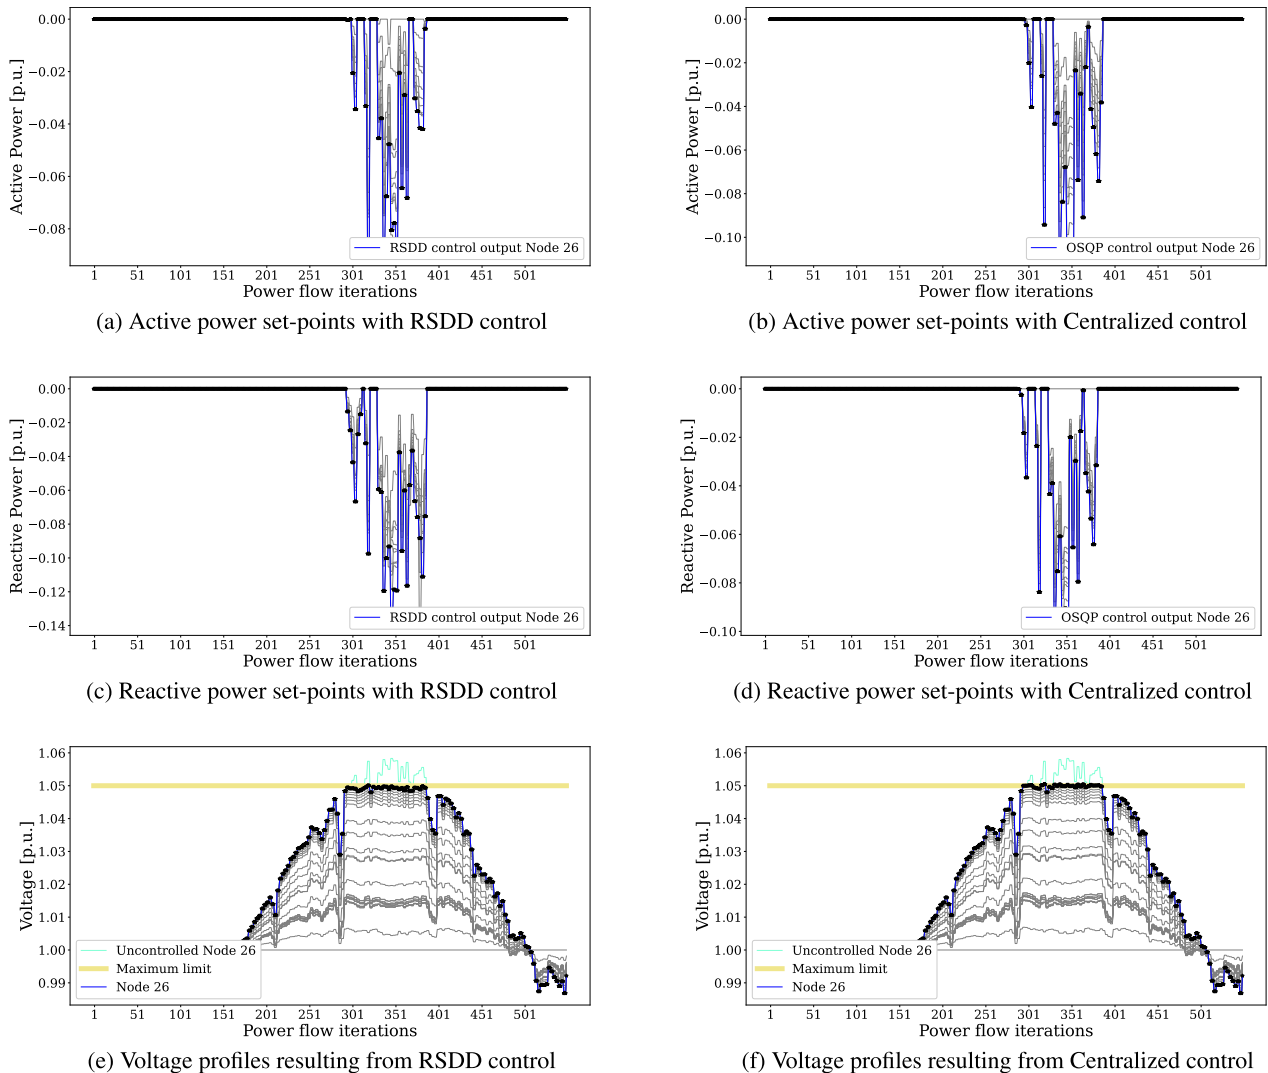 0.00
−0.02
−0.04
−0.06
−0.08
Active Power [p.u.]
RSDD control output Node 26
1 51 101 151 201 251 301 351 401 451 501
Power flow iterations
(a) Active power set-points with RSDD control
0.00
−0.02
−0.04
−0.06
−0.08
−0.10
Active Power [p.u.]
OSQP control output Node 26
1 51 101 151 201 251 301 351 401 451 501
Power flow iterations
(b) Active power set-points with Centralized control
0.00
−0.02
−0.04
−0.06
−0.08
−0.10
−0.12
−0.14
Reactive Power [p.u.]
RSDD control output Node 26
1 51 101 151 201 251 301 351 401 451 501
Power flow iterations
(c) Reactive power set-points with RSDD control
0.00
−0.02
−0.04
−0.06
−0.08
−0.10
Reactive Power [p.u.]
OSQP control output Node 26
1 51 101 151 201 251 301 351 401 451 501
Power flow iterations
(d) Reactive power set-points with Centralized control
1.06
1.05
1.04
1.03
1.02
1.01
1.00
0.99
Voltage [p.u.]
Uncontrolled Node 26
Maximum limit
Node 26
1 51 101 151 201 251 301 351 401 451 501
Power flow iterations
(e) Voltage profiles resulting from RSDD control
1.06
1.05
1.04
1.03
1.02
1.01
1.00
0.99
Voltage [p.u.]
Uncontrolled Node 26
Maximum limit
Node 26
1 51 101 151 201 251 301 351 401 451 501
Power flow iterations
(f) Voltage profiles resulting from Centralized control